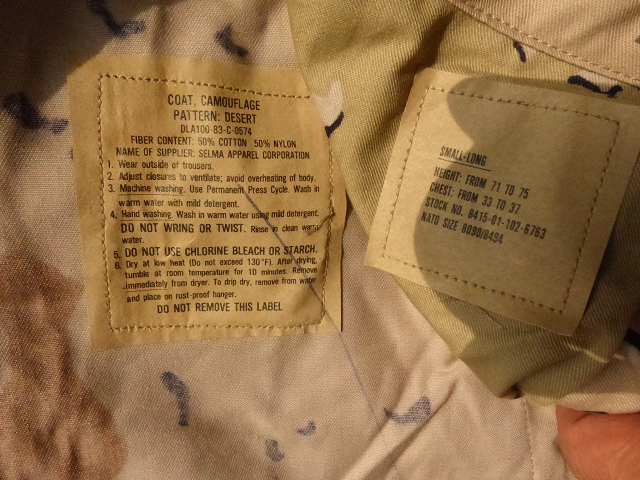 COAT, CAMOUFLAGE
PATTERN: DESERT
DLA100-83-C-0574
FIBER CONTENT: 50% COTTON 50% NYLON
NAME OF SUPPLIER: SELMA APPAREL CORPORATION
1. Wear outside of trousers.
2. Adjust closures to ventilate; avoid overheating of body.
3. Machine washing. Use Permanent Press Cycle. Wash in
warm water with mild detergent.
4. Hand washing. Wash in warm water using mild detergent.
DO NOT WRING OR TWIST. Rinse in clean warm
water.
5. DO NOT USE CHLORINE BLEACH OR STARCH.
6. Dry at low heat (Do not exceed 130°F). After drying,
tumble at room temperature for 10 minutes. Remove
immediately from dryer. To drip dry, remove from water
and place on rust-proof hanger.
DO NOT REMOVE THIS LABEL
SMALL-LONG
HEIGHT: FROM 71 TO 75
CHEST: FROM 33 TO 37
STOCK NO. 8415-01-102-6763
NATO SIZE 8090/8494